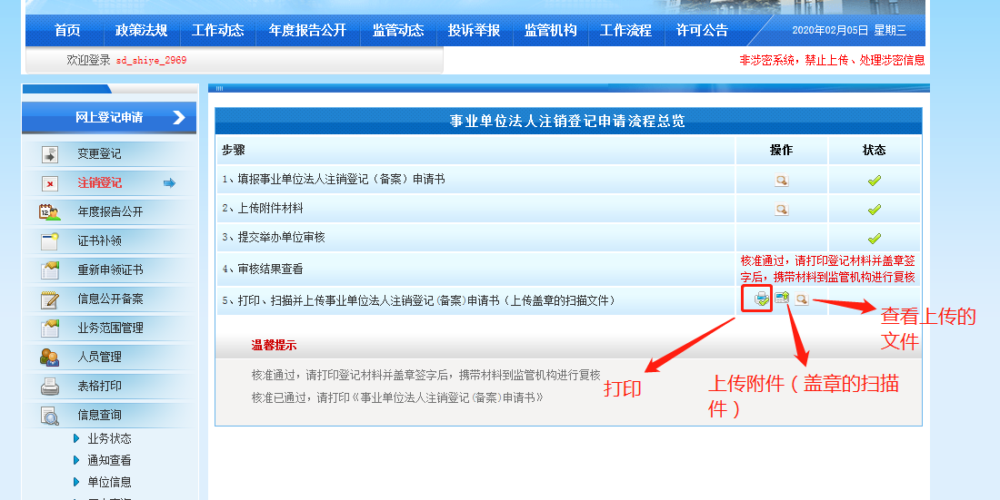 首页 政策法规 工作动态 年度报告公开 监管动态 投诉举报 监管机构 工作流程 许可公告 2020年02月05日 星期三
欢迎登录 sd_shiye_2969
非涉密系统，禁止上传、处理涉密信息
网上登记申请
变更登记
注销登记
年度报告公开
证书补领
重新申领证书
信息公开备案
业务范围管理
人员管理
表格打印
信息查询
业务状态
通知查看
单位信息
事业单位法人注销登记申请流程总览
步骤 操作 状态
1、填报事业单位法人注销登记（备案）申请书
2、上传附件材料
3、提交举办单位审核
4、审核结果查看
核准通过，请打印登记材料并盖章签
字后，携带材料到监管机构进行复核
5、打印、扫描并上传事业单位法人注销登记(备案)申请书（上传盖章的扫描文件）
温馨提示
核准通过，请打印登记材料并盖章签字后，携带材料到监管机构进行复核
核准已通过，请打印《事业单位法人注销登记(备案)申请书》
打印
上传附件（盖章的扫描
件）
查看上传的
文件